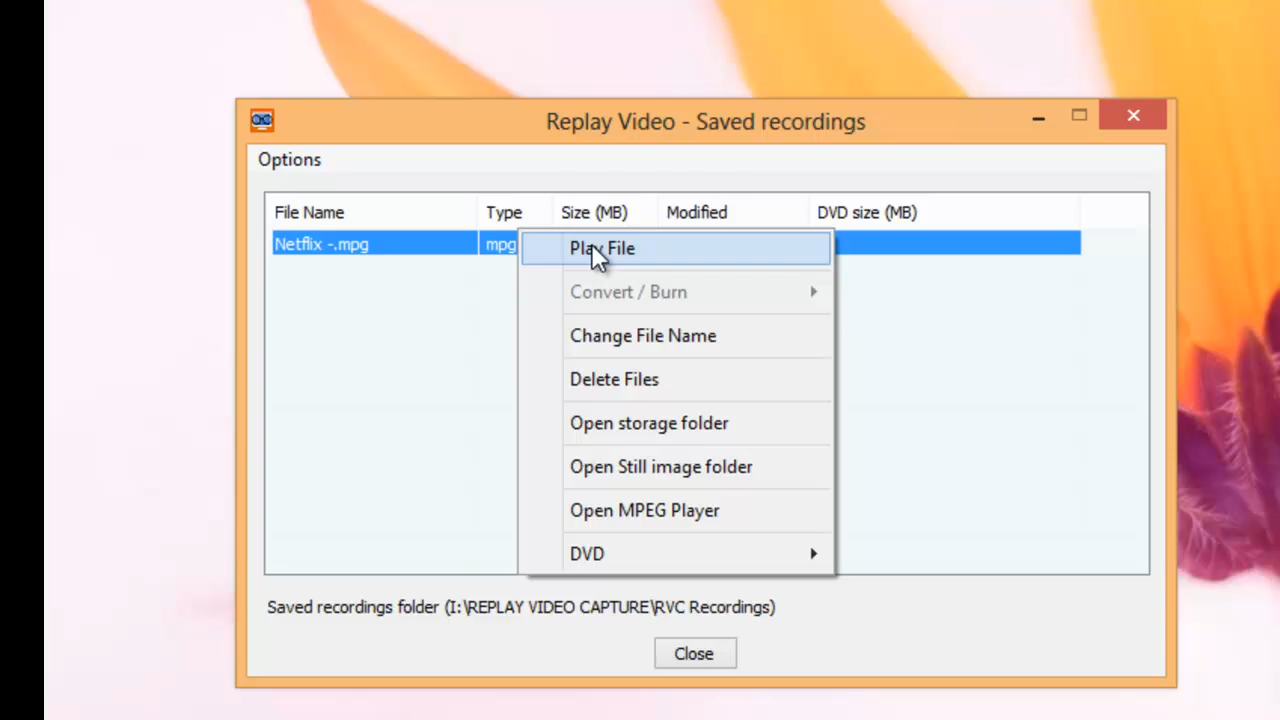 Replay Video - Saved recordings
Options
File Name Type Size (MB) Modified DVD size (MB)
Netflix -.mpg mpg
Play File
Convert / Burn
Change File Name
Delete Files
Open storage folder
Open Still image folder
Open MPEG Player
DVD
Saved recordings folder (I:\REPLAY VIDEO CAPTURE\RVC Recordings)
Close